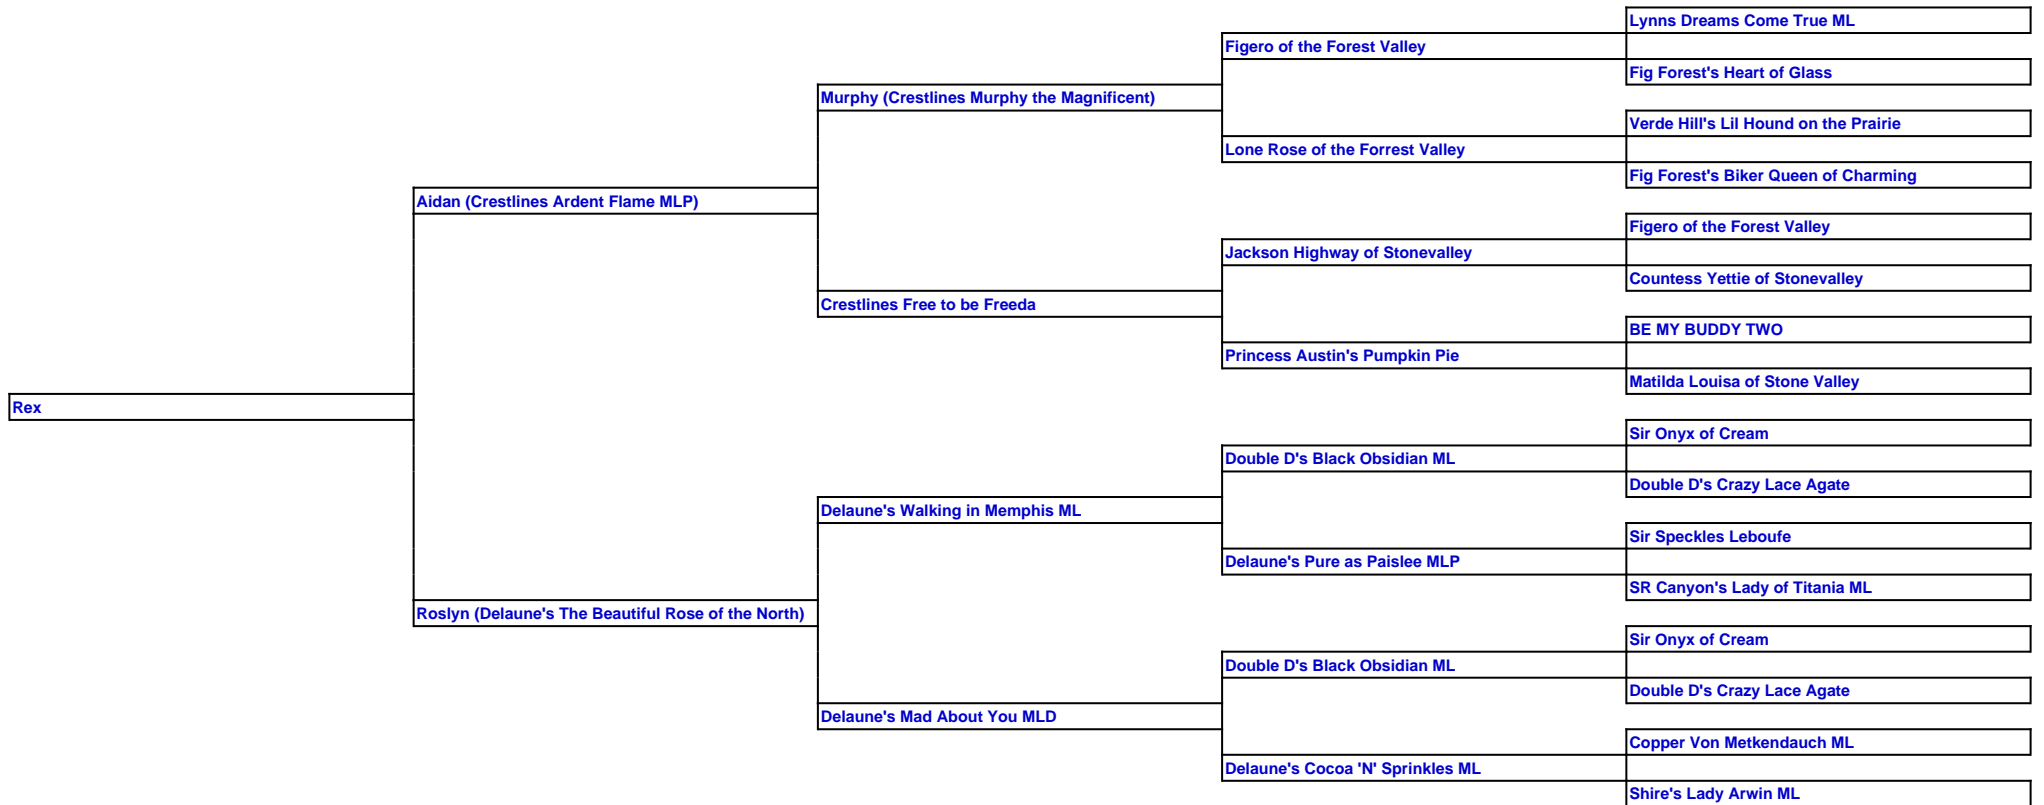 Lynns Dreams Come True ML
Figero of the Forest Valley
Fig Forest's Heart of Glass
Murphy (Crestlines Murphy the Magnificent)
Verde Hill's Lil Hound on the Prairie
Lone Rose of the Forrest Valley
Fig Forest's Biker Queen of Charming
Aidan (Crestlines Ardent Flame MLP)
Figero of the Forest Valley
Jackson Highway of Stonevalley
Countess Yettie of Stonevalley
Crestlines Free to be Freeda
BE MY BUDDY TWO
Princess Austin's Pumpkin Pie
Matilda Louisa of Stone Valley
Rex
Sir Onyx of Cream
Double D's Black Obsidian ML
Double D's Crazy Lace Agate
Delaune's Walking in Memphis ML
Sir Speckles Leboufe
Delaune's Pure as Paislee MLP
SR Canyon's Lady of Titania ML
Roslyn (Delaune's The Beautiful Rose of the North)
Sir Onyx of Cream
Double D's Black Obsidian ML
Double D's Crazy Lace Agate
Delaune's Mad About You MLD
Copper Von Metkendauch ML
Delaune's Cocoa 'N' Sprinkles ML
Shire's Lady Arwin ML